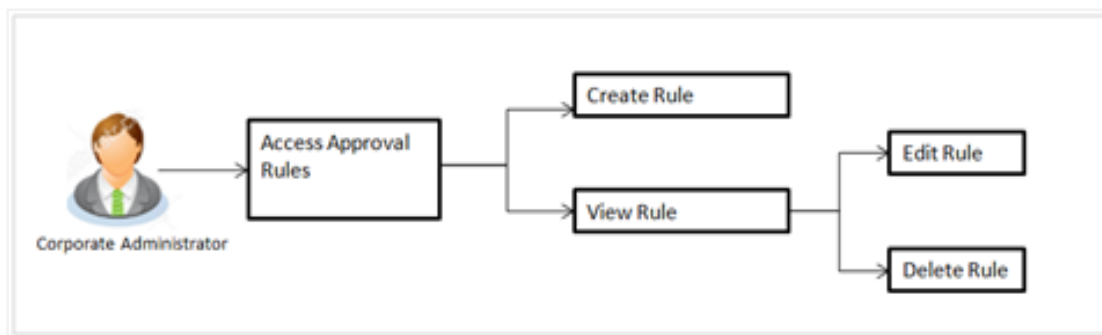 Create Rule
Access Approval
Rules
Edit Rule
View Rule
Corporate Administrator
Delete Rule